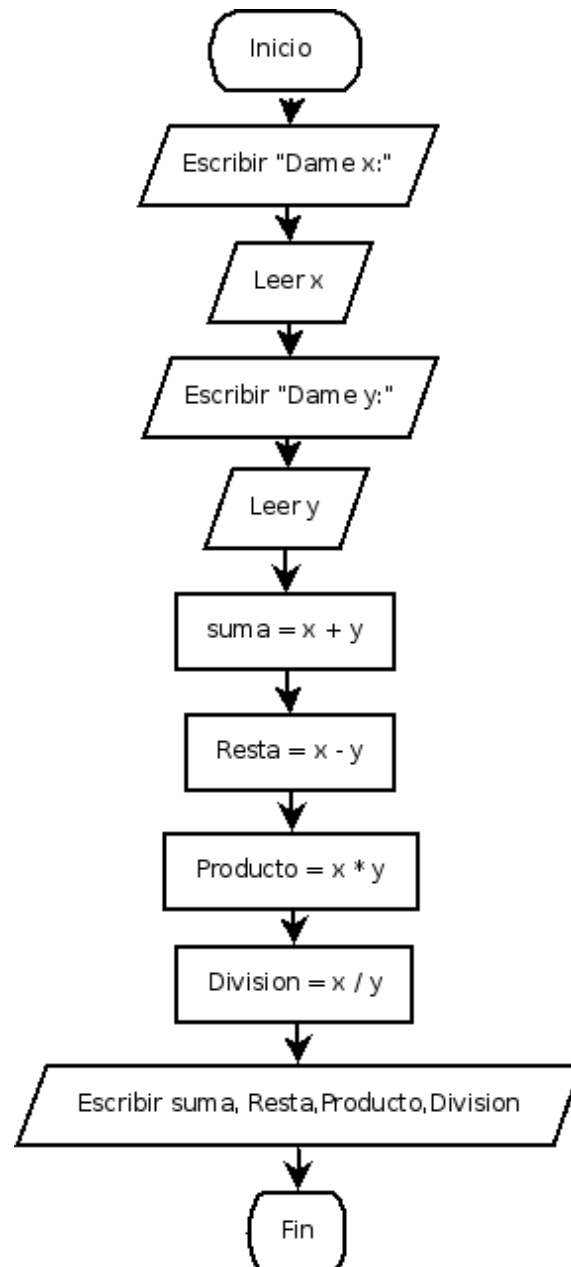 Inicio
Escribir "Dame x:"
Leer x
Escribir "Dame y:"
Leer y
suma = x + y
Resta = x - y
Producto = x * y
Division = x / y
Escribir suma, Resta,Producto,Division
Fin